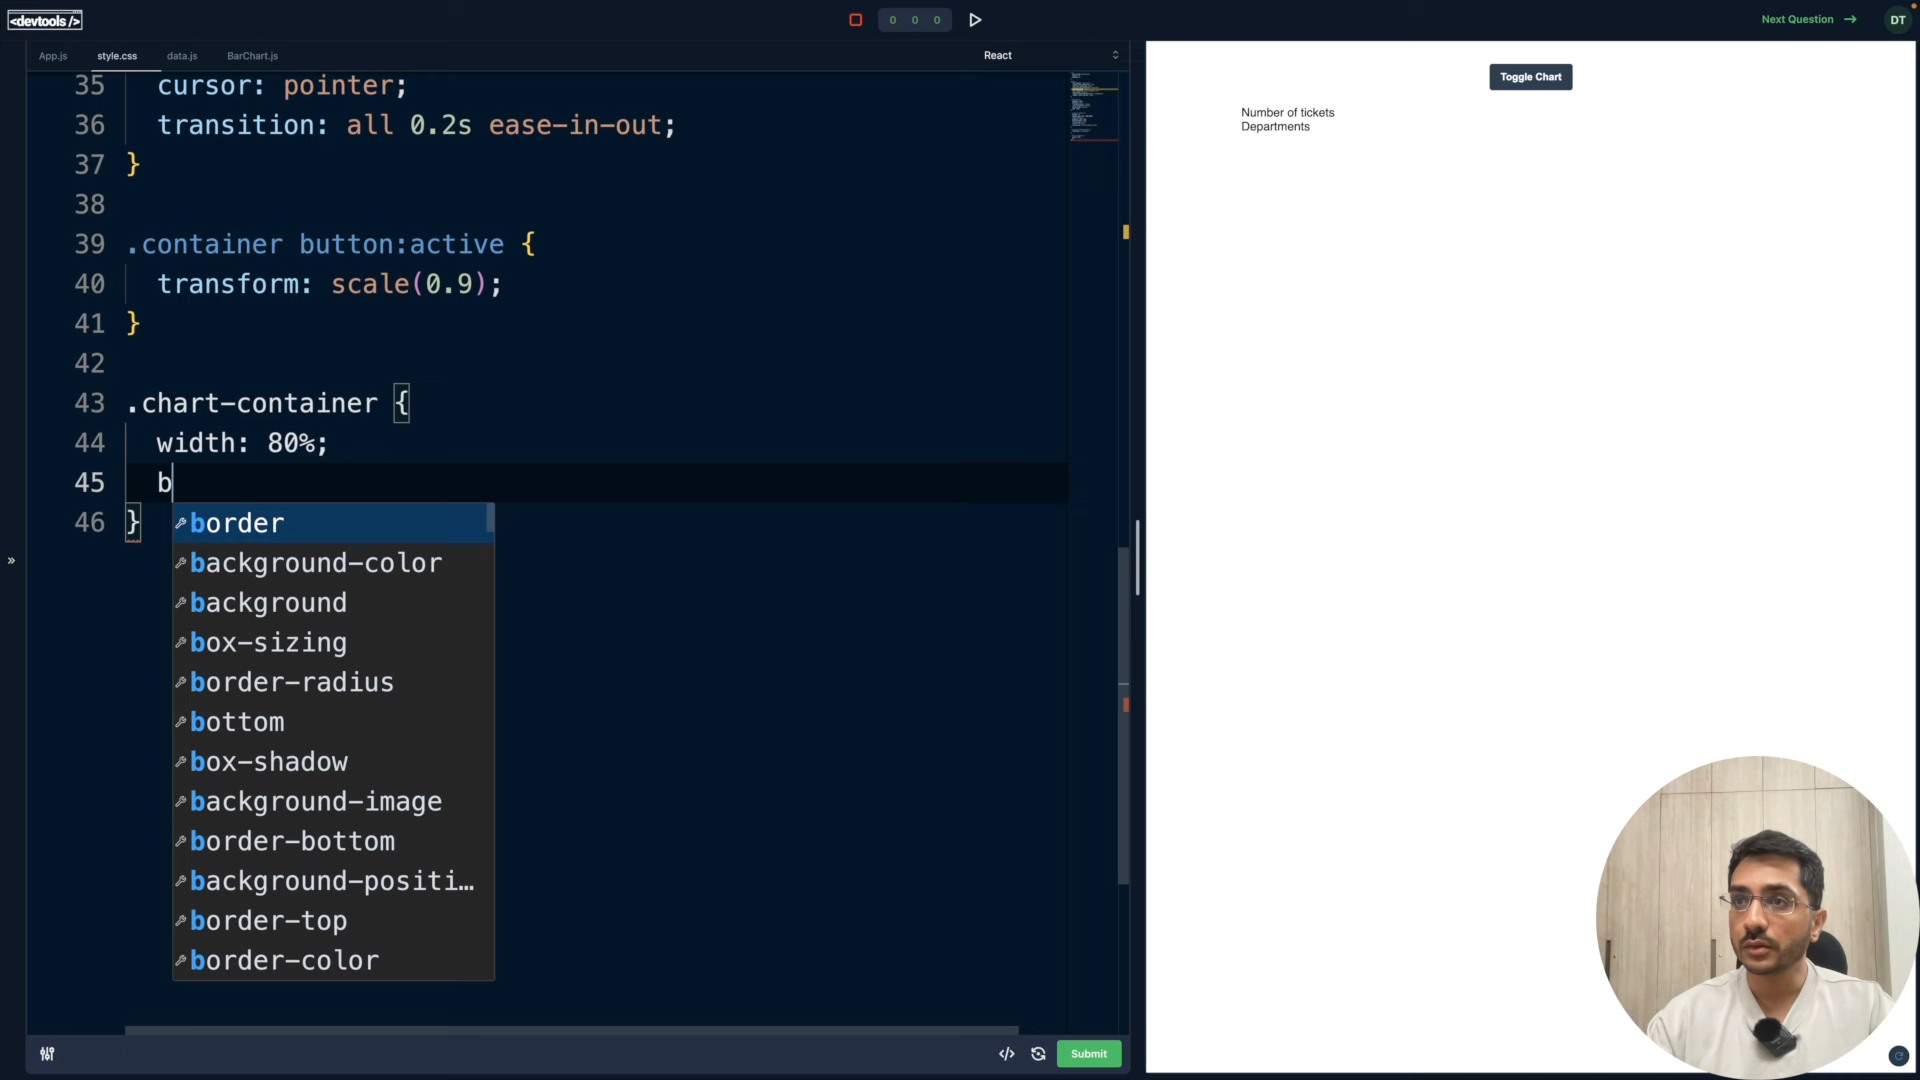 <devtools />
0 0 0
Next Question
DT
App.js
style.css
data.js
BarChart.js
React
35 cursor: pointer;
36 transition: all 0.2s ease-in-out;
37 }
38
39 .container button:active {
40 transform: scale(0.9);
41 }
42
43 .chart-container {
44 width: 80%;
45 b
46 }
border
background-color
background
box-sizing
border-radius
bottom
box-shadow
background-image
border-bottom
background-positi…
border-top
border-color
Submit
Toggle Chart
Number of tickets
Departments